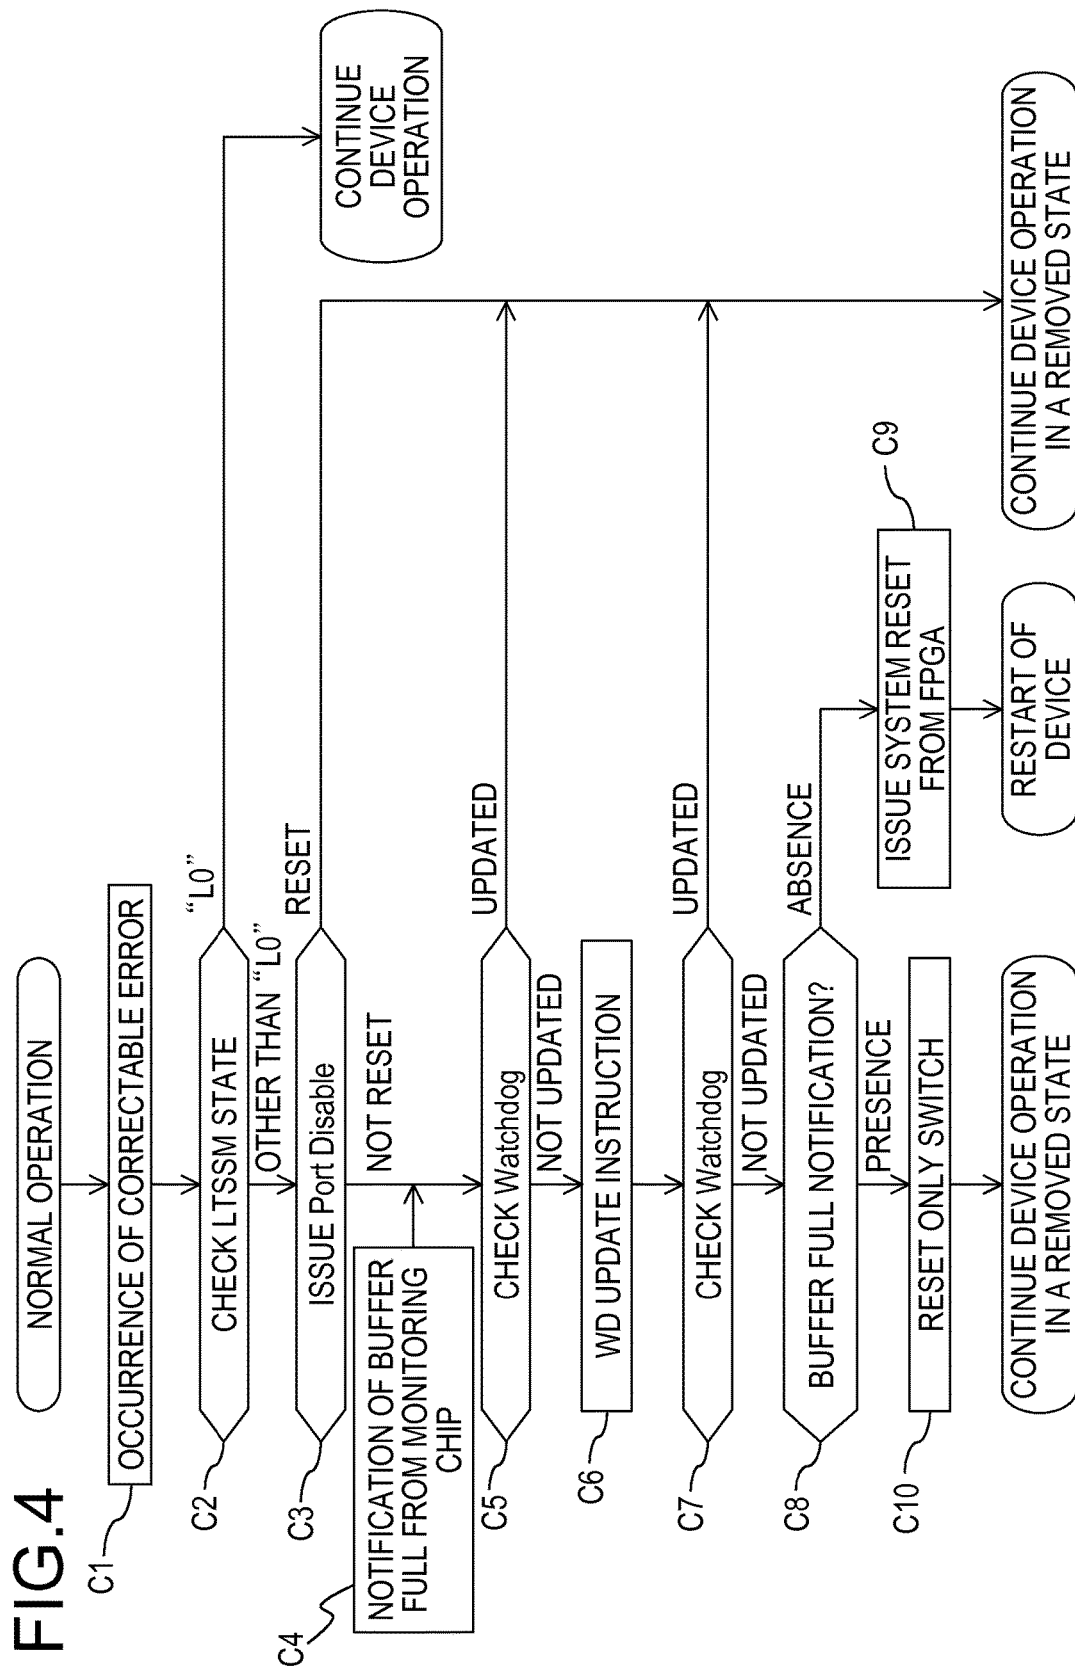 FIG.4
NORMAL OPERATION
C1
OCCURRENCE OF CORRECTABLE ERROR
C2
CHECK LTSSM STATE
“L0”
OTHER THAN “L0”
CONTINUE
DEVICE
OPERATION
C3
ISSUE Port Disable
RESET
NOT RESET
C4
NOTIFICATION OF BUFFER
FULL FROM MONITORING
CHIP
C5
CHECK Watchdog
UPDATED
NOT UPDATED
C6
WD UPDATE INSTRUCTION
C7
CHECK Watchdog
UPDATED
NOT UPDATED
C8
BUFFER FULL NOTIFICATION?
ABSENCE
PRESENCE
C9
ISSUE SYSTEM RESET
FROM FPGA
C10
RESET ONLY SWITCH
CONTINUE DEVICE OPERATION
IN A REMOVED STATE
RESTART OF
DEVICE
CONTINUE DEVICE OPERATION
IN A REMOVED STATE